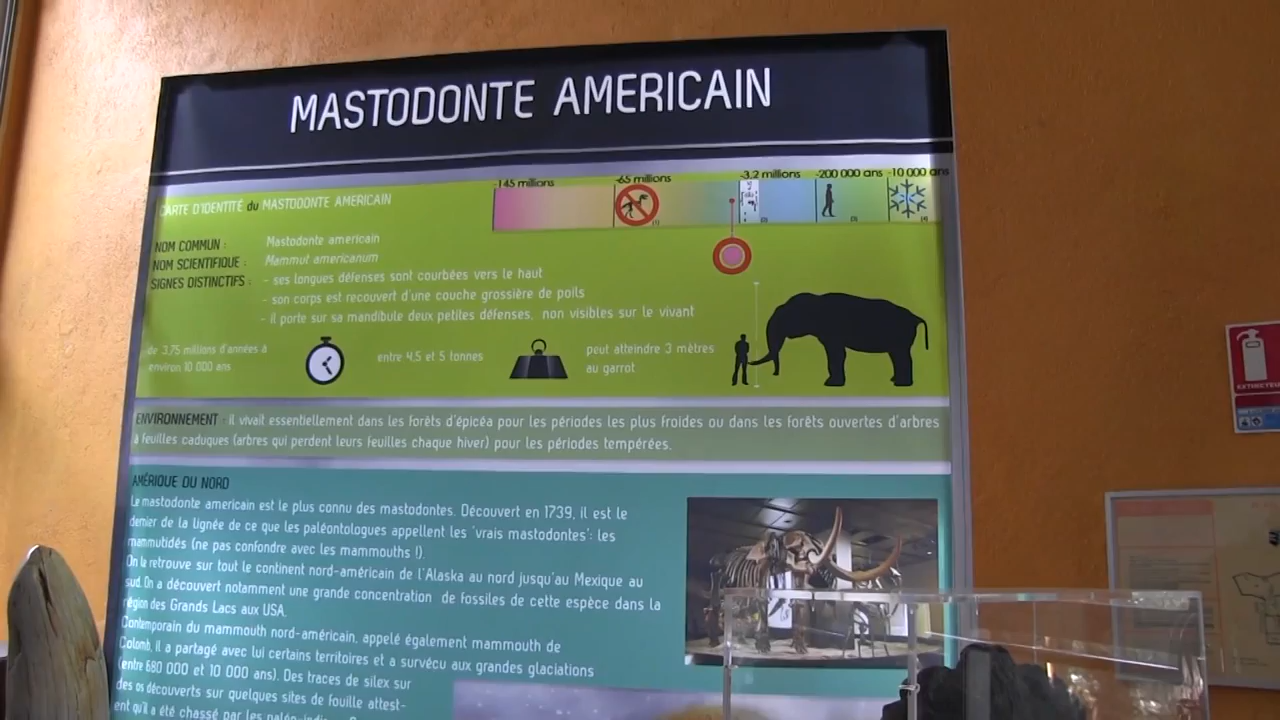 MASTODONTE AMERICAIN
-145 millions
-65 millions
-3,2 millions
-200 000 ans
-10 000 ans
(1)
(2)
(3)
(4)
CARTE D'IDENTITÉ du MASTODONTE AMERICAIN
NOM COMMUN : Mastodonte americain
NOM SCIENTIFIQUE : Mammut americanum
SIGNES DISTINCTIFS : - ses longues défenses sont courbées vers le haut
- son corps est recouvert d'une couche grossière de poils
- il porte sur sa mandibule deux petites défenses, non visibles sur le vivant
de 3,75 millions d'années à
environ 10 000 ans
entre 4,5 et 5 tonnes
peut atteindre 3 mètres
au garrot
ENVIRONNEMENT : il vivait essentiellement dans les forêts d'épicéa pour les périodes les plus froides ou dans les forêts ouvertes d'arbres
à feuilles caduques (arbres qui perdent leurs feuilles chaque hiver) pour les périodes tempérées.
AMÉRIQUE DU NORD
Le mastodonte americain est le plus connu des mastodontes. Découvert en 1739, il est le
dernier de la lignée de ce que les paléontologues appellent les "vrais mastodontes": les
mammutidés (ne pas confondre avec les mammouths !).
On le retrouve sur tout le continent nord-américain de l'Alaska au nord jusqu'au Mexique au
sud. On a découvert notamment une grande concentration de fossiles de cette espèce dans la
région des Grands Lacs aux USA.
Contemporain du mammouth nord-américain, appelé également mammouth de
Colomb, il a partagé avec lui certains territoires et a survécu aux grandes glaciations
(entre 680 000 et 10 000 ans). Des traces de silex sur
des os découverts sur quelques sites de fouille attest-
ent qu'il a été chassé par les
EXTINCTEUR